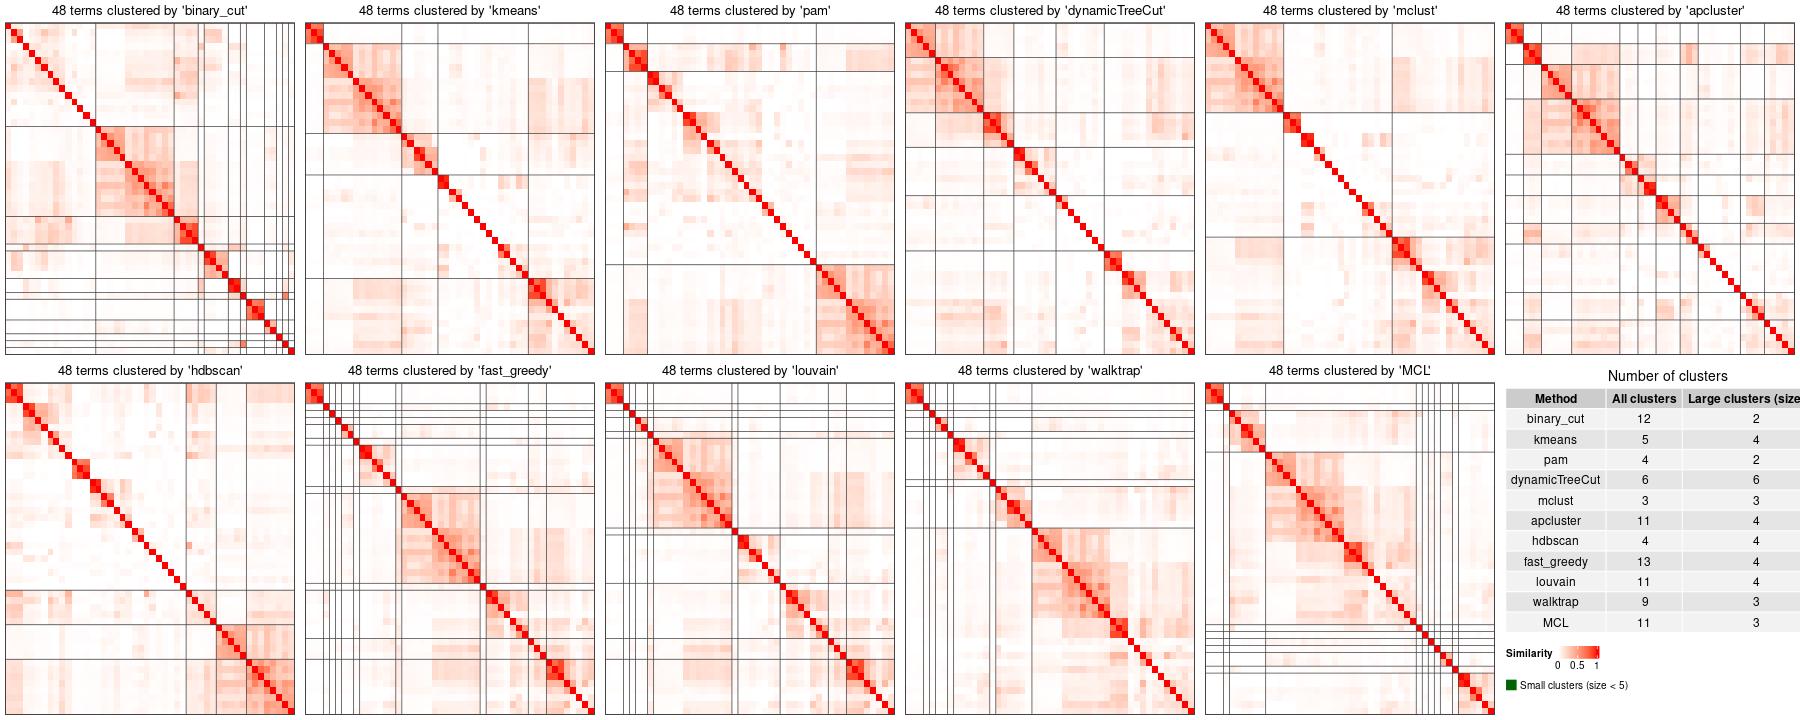 48 terms clustered by 'binary_cut'
48 terms clustered by 'kmeans'
48 terms clustered by 'pam'
48 terms clustered by 'dynamicTreeCut'
48 terms clustered by 'mclust'
48 terms clustered by 'apcluster'
48 terms clustered by 'hdbscan'
48 terms clustered by 'fast_greedy'
48 terms clustered by 'louvain'
48 terms clustered by 'walktrap'
48 terms clustered by 'MCL'
Number of clusters
Method All clusters Large clusters (size
binary_cut 12 2
kmeans 5 4
pam 4 2
dynamicTreeCut 6 6
mclust 3 3
apcluster 11 4
hdbscan 4 4
fast_greedy 13 4
louvain 11 4
walktrap 9 3
MCL 11 3
Similarity
0 0.5 1
Small clusters (size < 5)